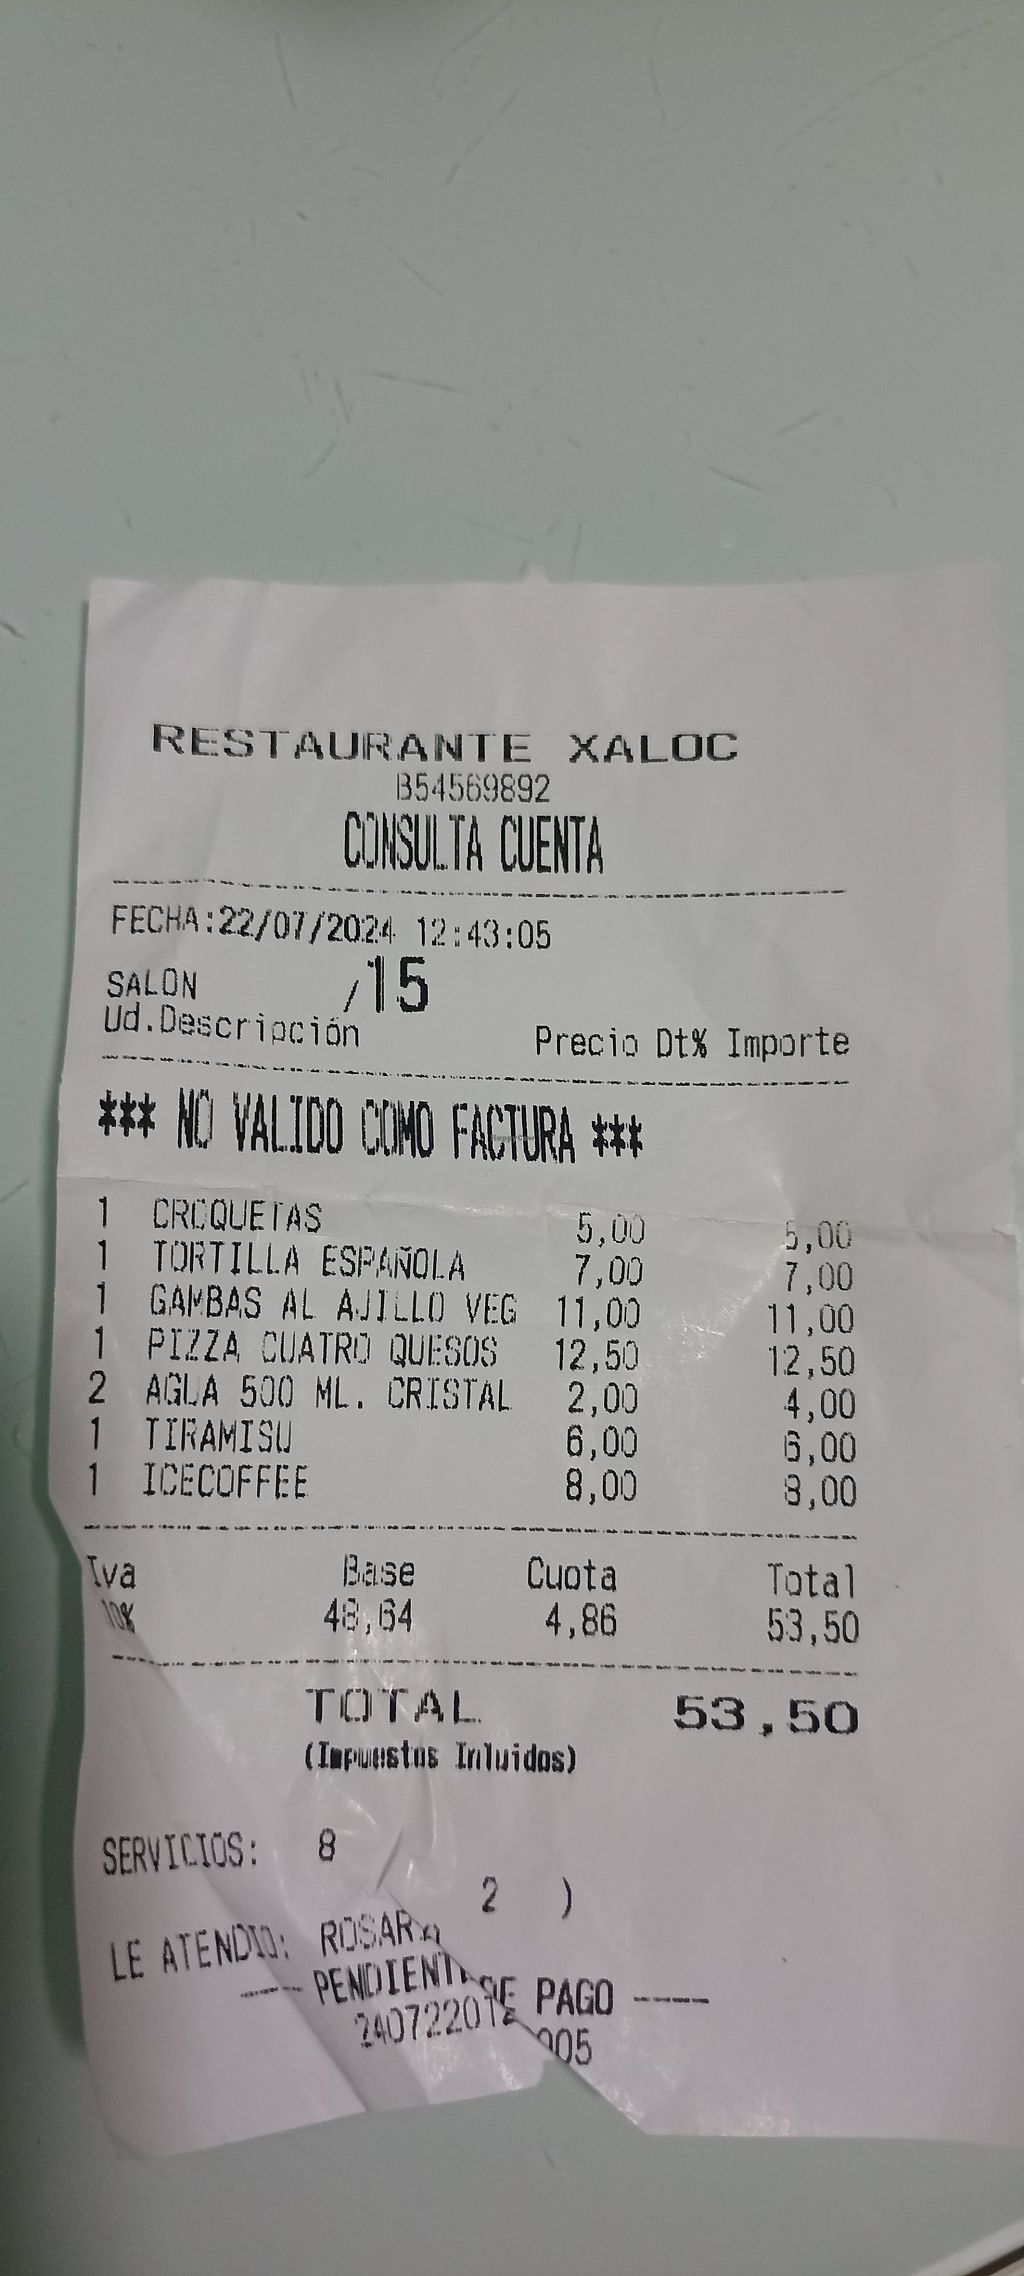 RESTAURANTE XALOC
B54569892
CONSULTA CUENTA
FECHA:22/07/2024 12:43:05
SALON /15
Ud.Descripción Precio Dt% Importe
*** NO VALIDO COMO FACTURA ***
1 CROQUETAS 5,00 5,00
1 TORTILLA ESPAÑOLA 7,00 7,00
1 GAMBAS AL AJILLO VEG 11,00 11,00
1 PIZZA CUATRO QUESOS 12,50 12,50
2 AGUA 500 ML. CRISTAL 2,00 4,00
1 TIRAMISU 6,00 6,00
1 ICECOFFEE 8,00 8,00
Iva Base Cuota Total
10% 48,64 4,86 53,50
TOTAL 53,50
(Impuestos Inluidos)
SERVICIOS: 8
2 )
LE ATENDIO:
---- PENDIENTE DE PAGO ----